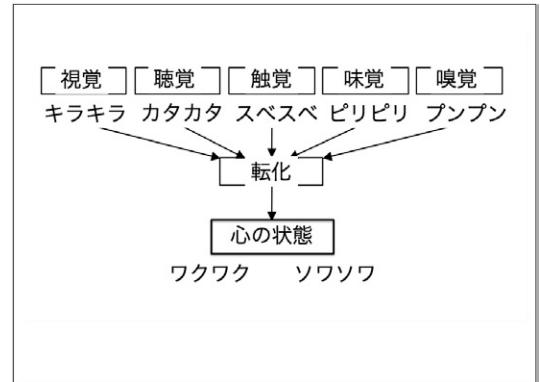 視覚 聴覚 触覚 味覚 嗅覚
キラキラ カタカタ スベスベ ピリピリ プンプン
転化
心の状態
ワクワク ソワソワ